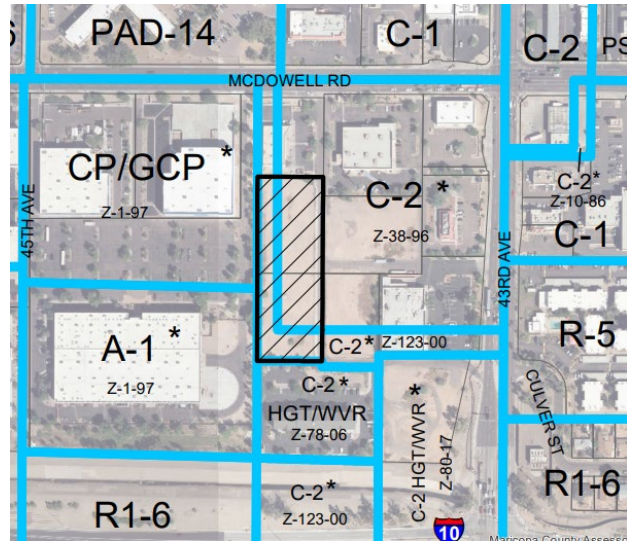 PAD-14
C-1
C-2
PS
MCDOWELL RD
CP/GCP *
Z-1-97
45TH AVE
C-2 *
Z-38-96
43RD AVE
C-2*
Z-10-86
C-1
A-1 *
Z-1-97
C-2*
Z-123-00
R-5
C-2*
HGT/WVR
Z-78-06
C-2 HGT/WVR *
Z-80-17
CULVER ST
R1-6
R1-6
C-2*
Z-123-00
10
Maricopa County Assesso